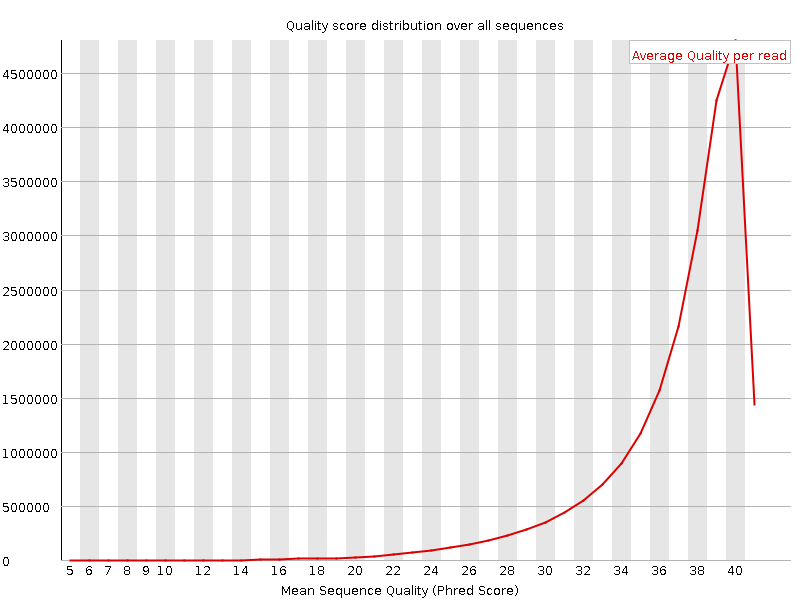 Quality score distribution over all sequences
Average Quality per read
4500000
4000000
3500000
3000000
2500000
2000000
1500000
1000000
500000
0
5 6 7 8 9 10 12 14 16 18 20 22 24 26 28 30 32 34 36 38 40
Mean Sequence Quality (Phred Score)